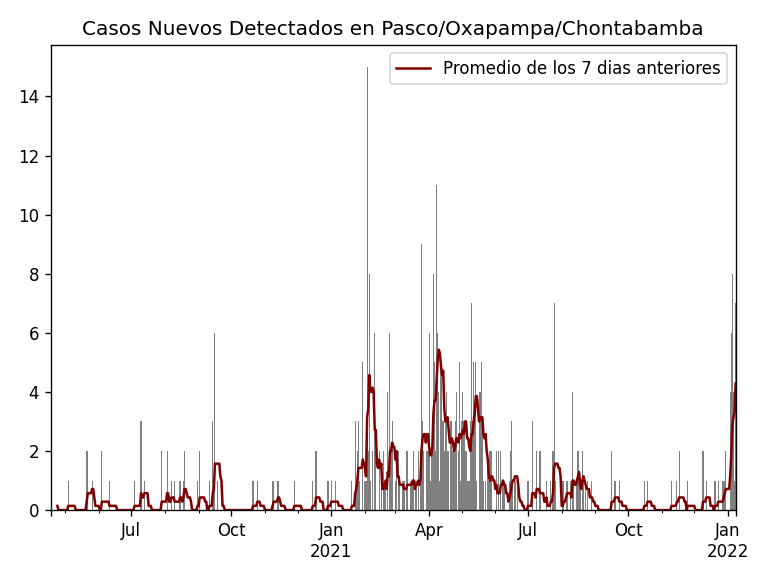 Casos Nuevos Detectados en Pasco/Oxapampa/Chontabamba
Promedio de los 7 dias anteriores
14
12
10
8
6
4
2
0
Jul
Oct
Jan
2021
Apr
Jul
Oct
Jan
2022